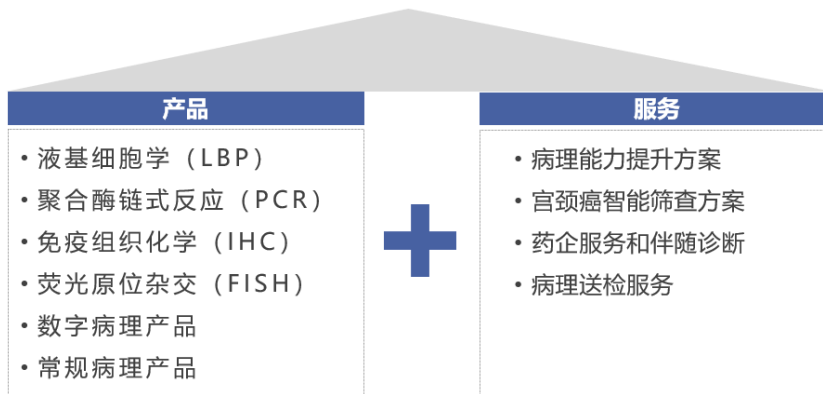 产品
• 液基细胞学（LBP）
• 聚合酶链式反应（PCR）
• 免疫组织化学（IHC）
• 荧光原位杂交（FISH）
• 数字病理产品
• 常规病理产品
服务
• 病理能力提升方案
• 宫颈癌智能筛查方案
• 药企服务和伴随诊断
• 病理送检服务